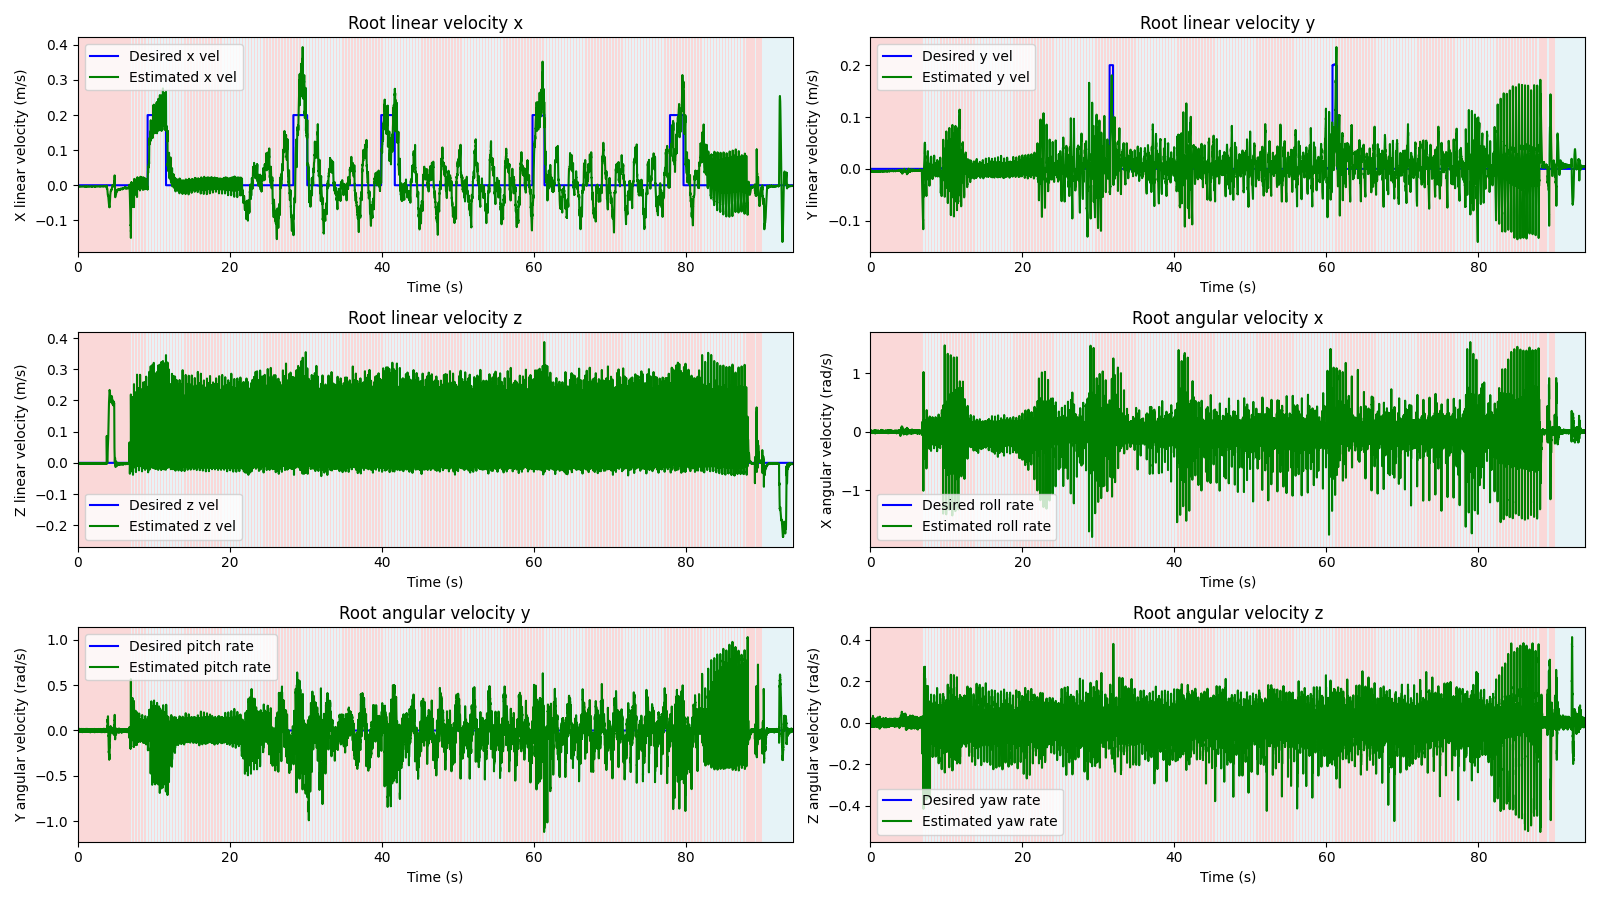 Root linear velocity x
Desired x vel
Estimated x vel
X linear velocity (m/s)
0.4
0.3
0.2
0.1
0.0
−0.1
0 20 40 60 80
Time (s)
Root linear velocity y
Desired y vel
Estimated y vel
Y linear velocity (m/s)
0.2
0.1
0.0
−0.1
0 20 40 60 80
Time (s)
Root linear velocity z
Z linear velocity (m/s)
0.4
0.3
0.2
0.1
0.0
−0.1
−0.2
Desired z vel
Estimated z vel
0 20 40 60 80
Time (s)
Root angular velocity x
X angular velocity (rad/s)
1
0
−1
Desired roll rate
Estimated roll rate
0 20 40 60 80
Time (s)
Root angular velocity y
Desired pitch rate
Estimated pitch rate
Y angular velocity (rad/s)
1.0
0.5
0.0
−0.5
−1.0
0 20 40 60 80
Time (s)
Root angular velocity z
Z angular velocity (rad/s)
0.4
0.2
0.0
−0.2
−0.4
Desired yaw rate
Estimated yaw rate
0 20 40 60 80
Time (s)